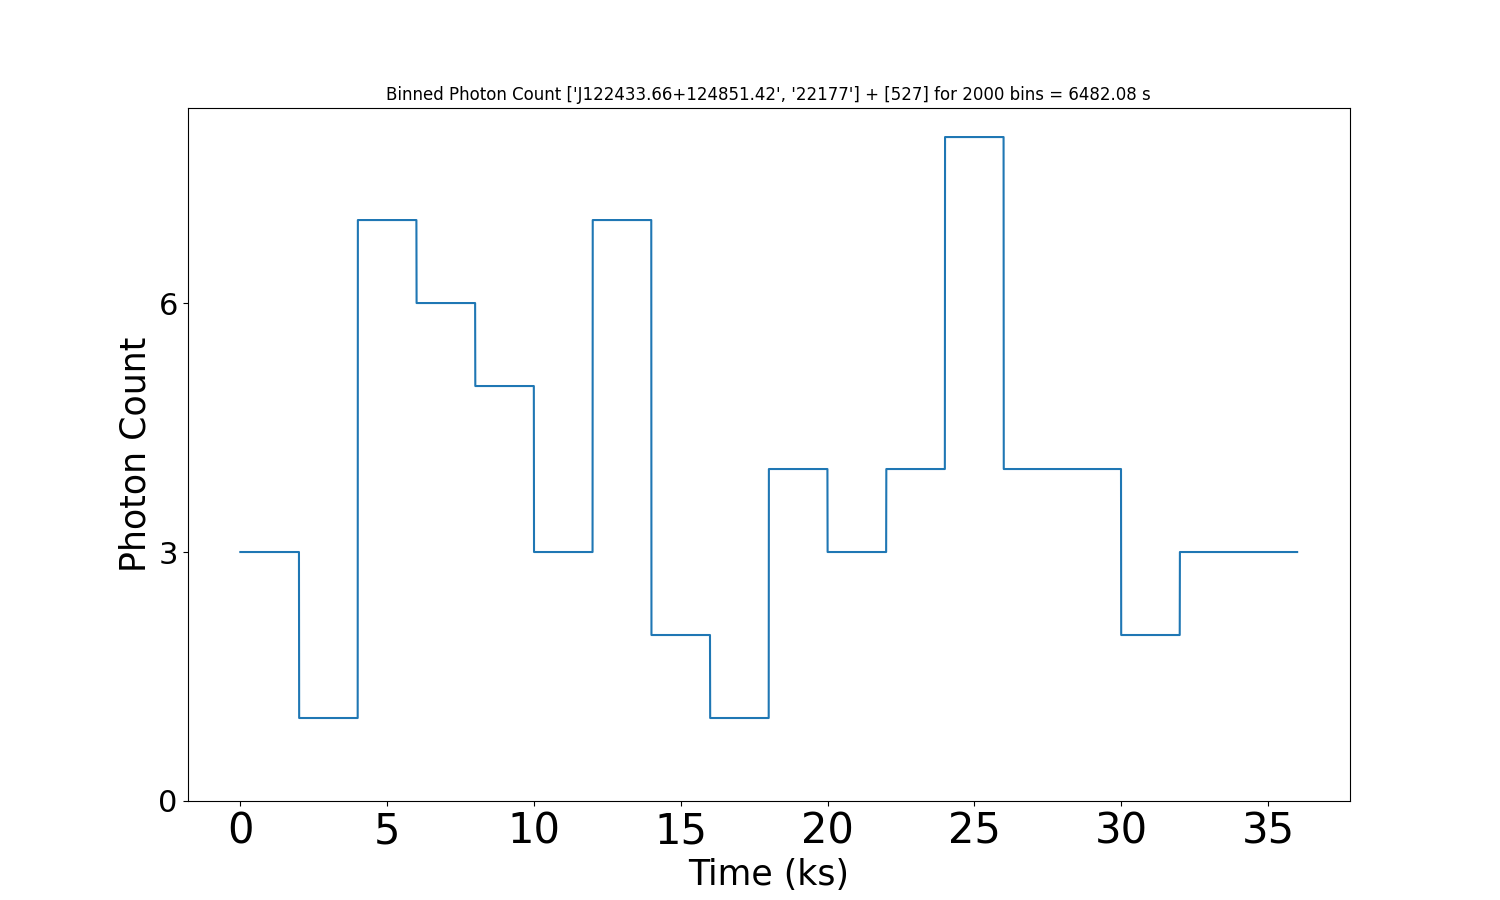 Binned Photon Count ['J122433.66+124851.42', '22177'] + [527] for 2000 bins = 6482.08 s
6
3
0
Photon Count
0 5 10 15 20 25 30 35
Time (ks)